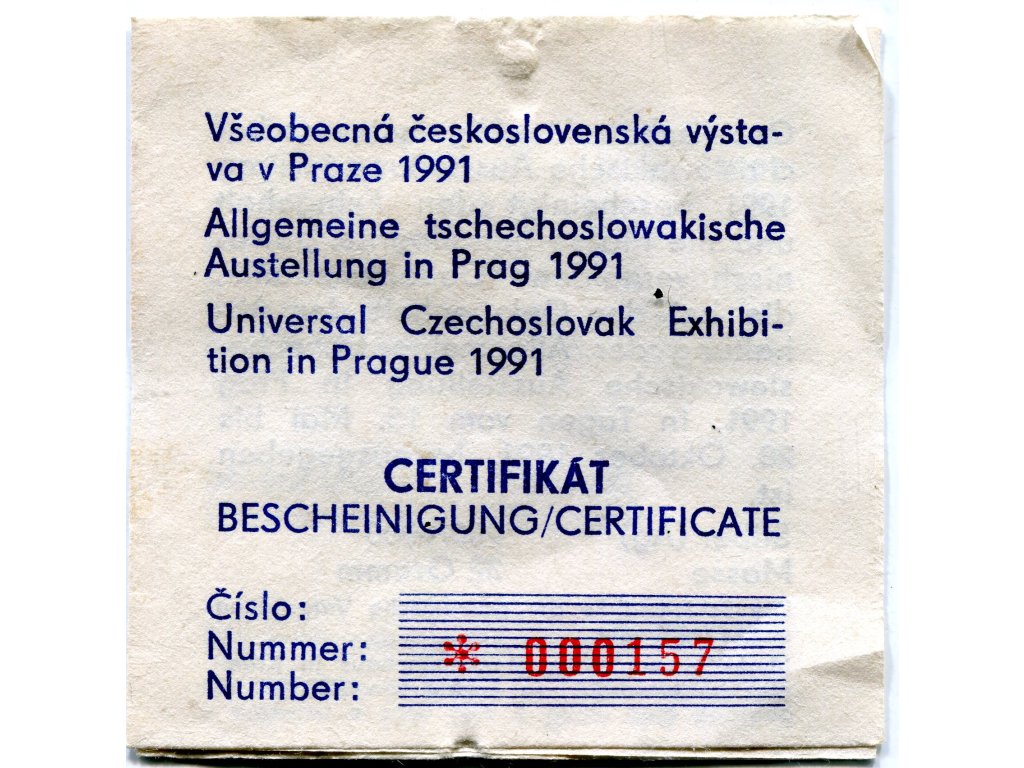 Všeobecná československá výsta-
va v Praze 1991
Allgemeine tschechoslowakische
Austellung in Prag 1991
Universal Czechoslovak Exhibi-
tion in Prague 1991
CERTIFIKÁT
BESCHEINIGUNG/CERTIFICATE
Číslo:
Nummer:
Number:
* 000157